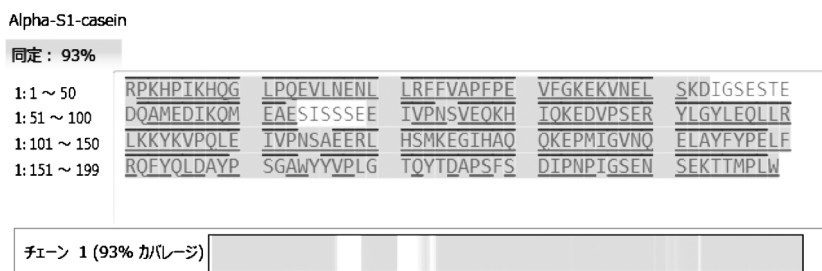 Alpha-S1-casein
同定： 93%
1:1 ～ 50 RPKHPIKHQG LPQEVLNENL LRFFVAPFPE VFGKEKVNEL SKDIGSESTE
1:51 ～ 100 DQAMEDIKQM EAESISSSEE IVPNSVEQKH IQKEDVPSER YLGYLEQLLR
1:101 ～ 150 LKKYKVPQLE IVPNSAEERL HSMKEGIHAQ QKEPMIGVNQ ELAYFYPELF
1:151 ～ 199 RQFYQLDAYP SGAWYYVPLG TQYTDAPSFS DIPNPIGSEN SEKTTMPLW
チェーン 1 (93% カバレージ)